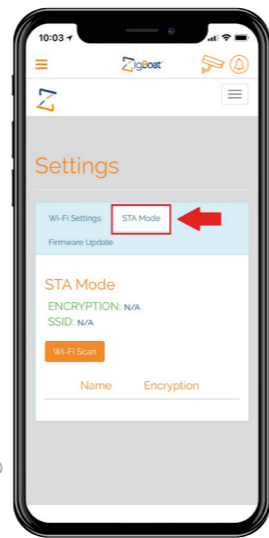 10:03
ZigBoat
Z
Settings
Wi-Fi Settings STA Mode
Firmware Update
STA Mode
ENCRYPTION: N/A
SSID: N/A
Wi-Fi Scan
Name Encryption